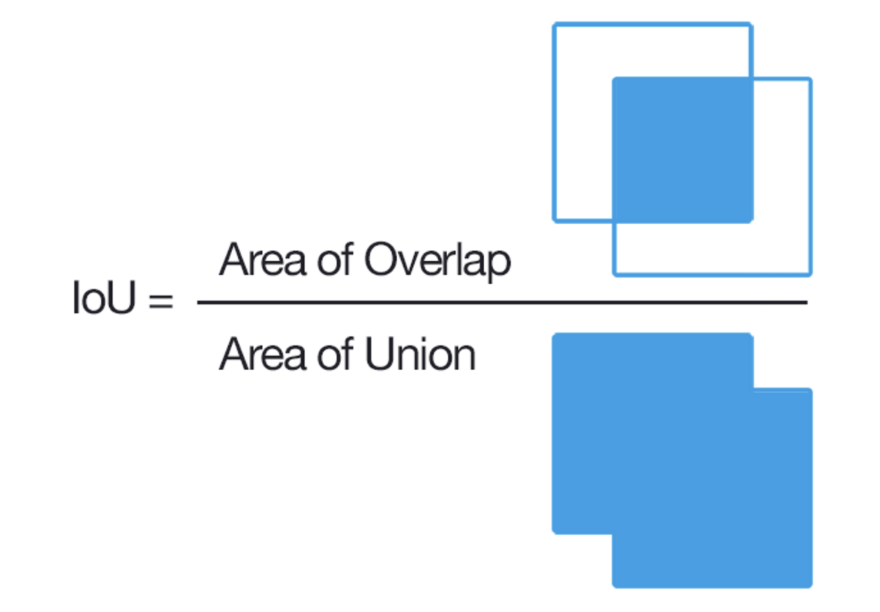 Area of Overlap
IoU =
Area of Union